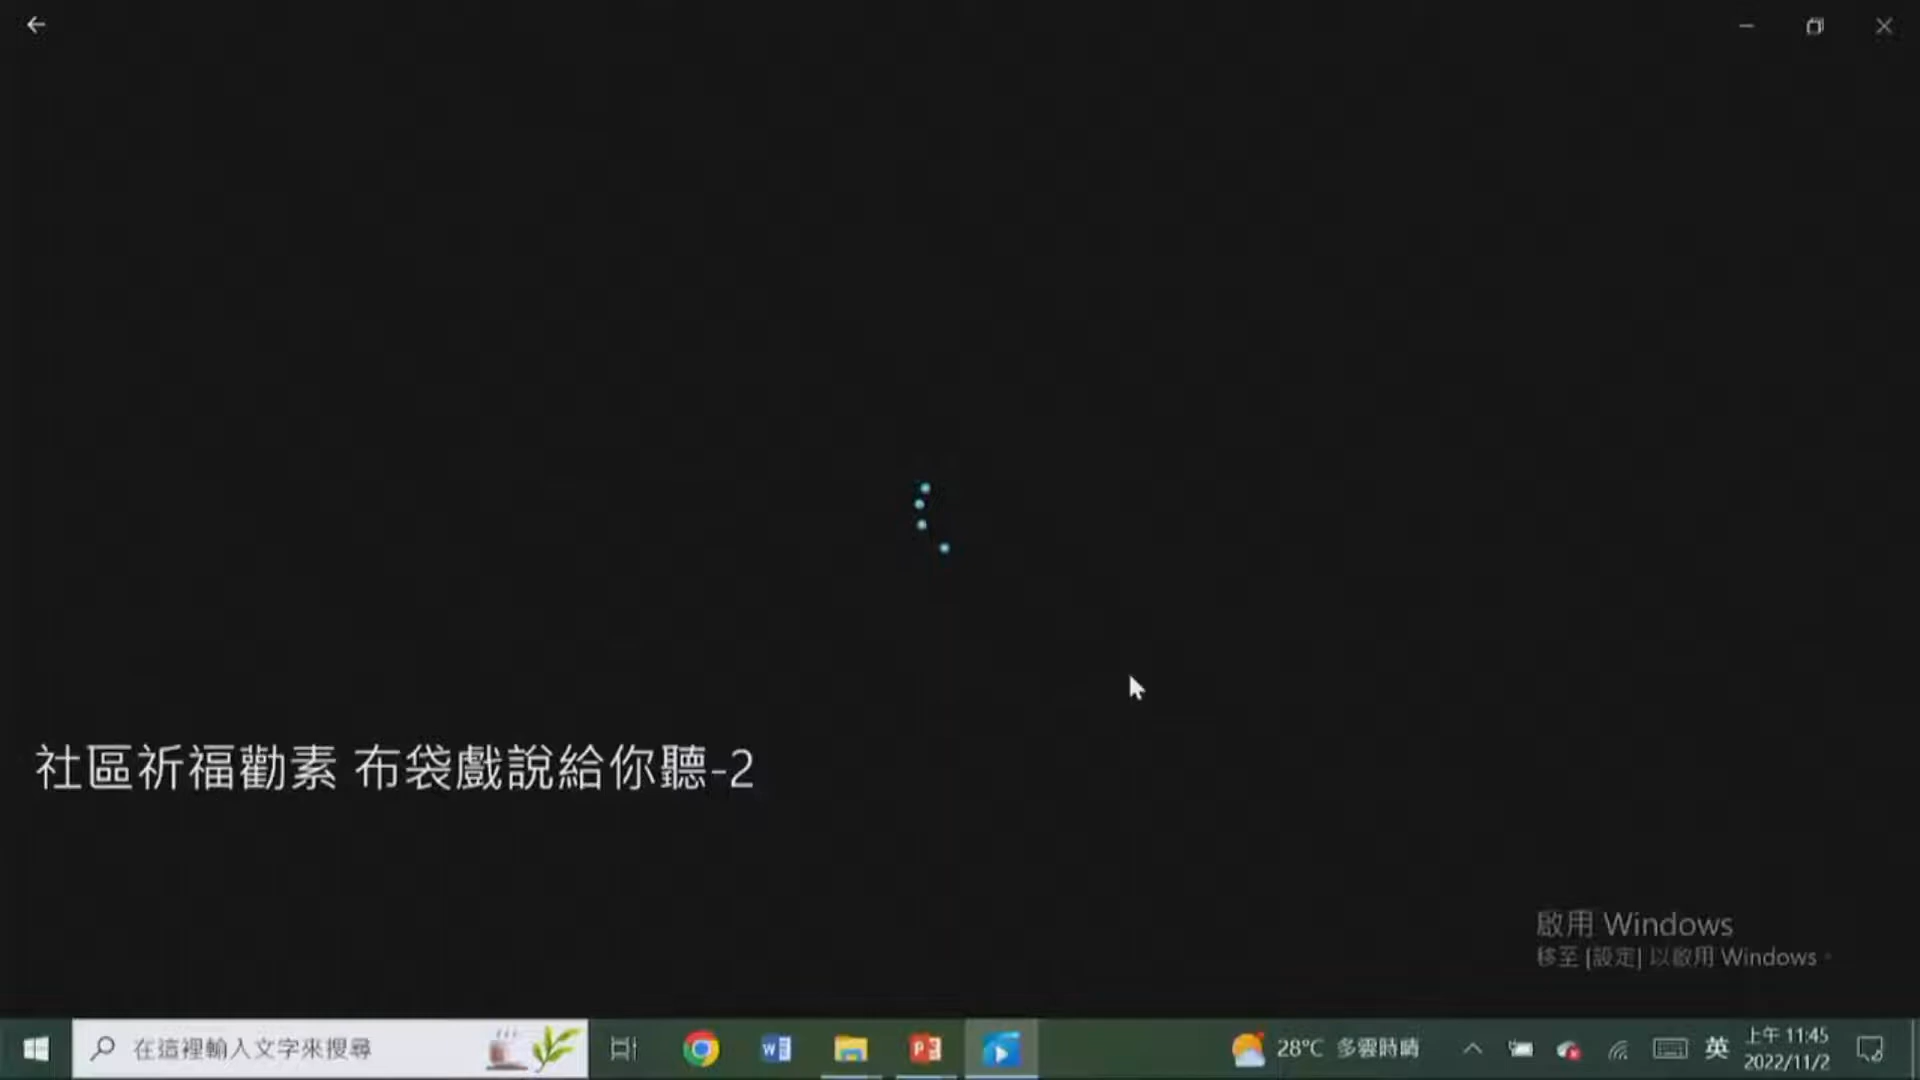 社區祈福勸素 布袋戲說給你聽-2
啟用 Windows
移至 [設定] 以啟用 Windows。
在這裡輸入文字來搜尋
28°C 多雲時晴
英
上午 11:45
2022/11/2